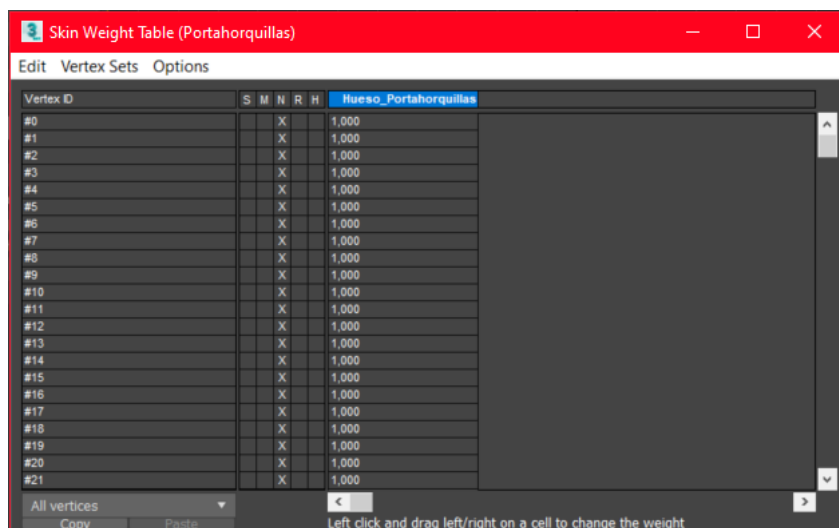 Skin Weight Table (Portahorquillas)
Edit Vertex Sets Options
Vertex ID S M N R H Hueso_Portahorquillas
#0 X 1,000
#1 X 1,000
#2 X 1,000
#3 X 1,000
#4 X 1,000
#5 X 1,000
#6 X 1,000
#7 X 1,000
#8 X 1,000
#9 X 1,000
#10 X 1,000
#11 X 1,000
#12 X 1,000
#13 X 1,000
#14 X 1,000
#15 X 1,000
#16 X 1,000
#17 X 1,000
#18 X 1,000
#19 X 1,000
#20 X 1,000
#21 X 1,000
All vertices
Copy Paste Left click and drag left/right on a cell to change the weight